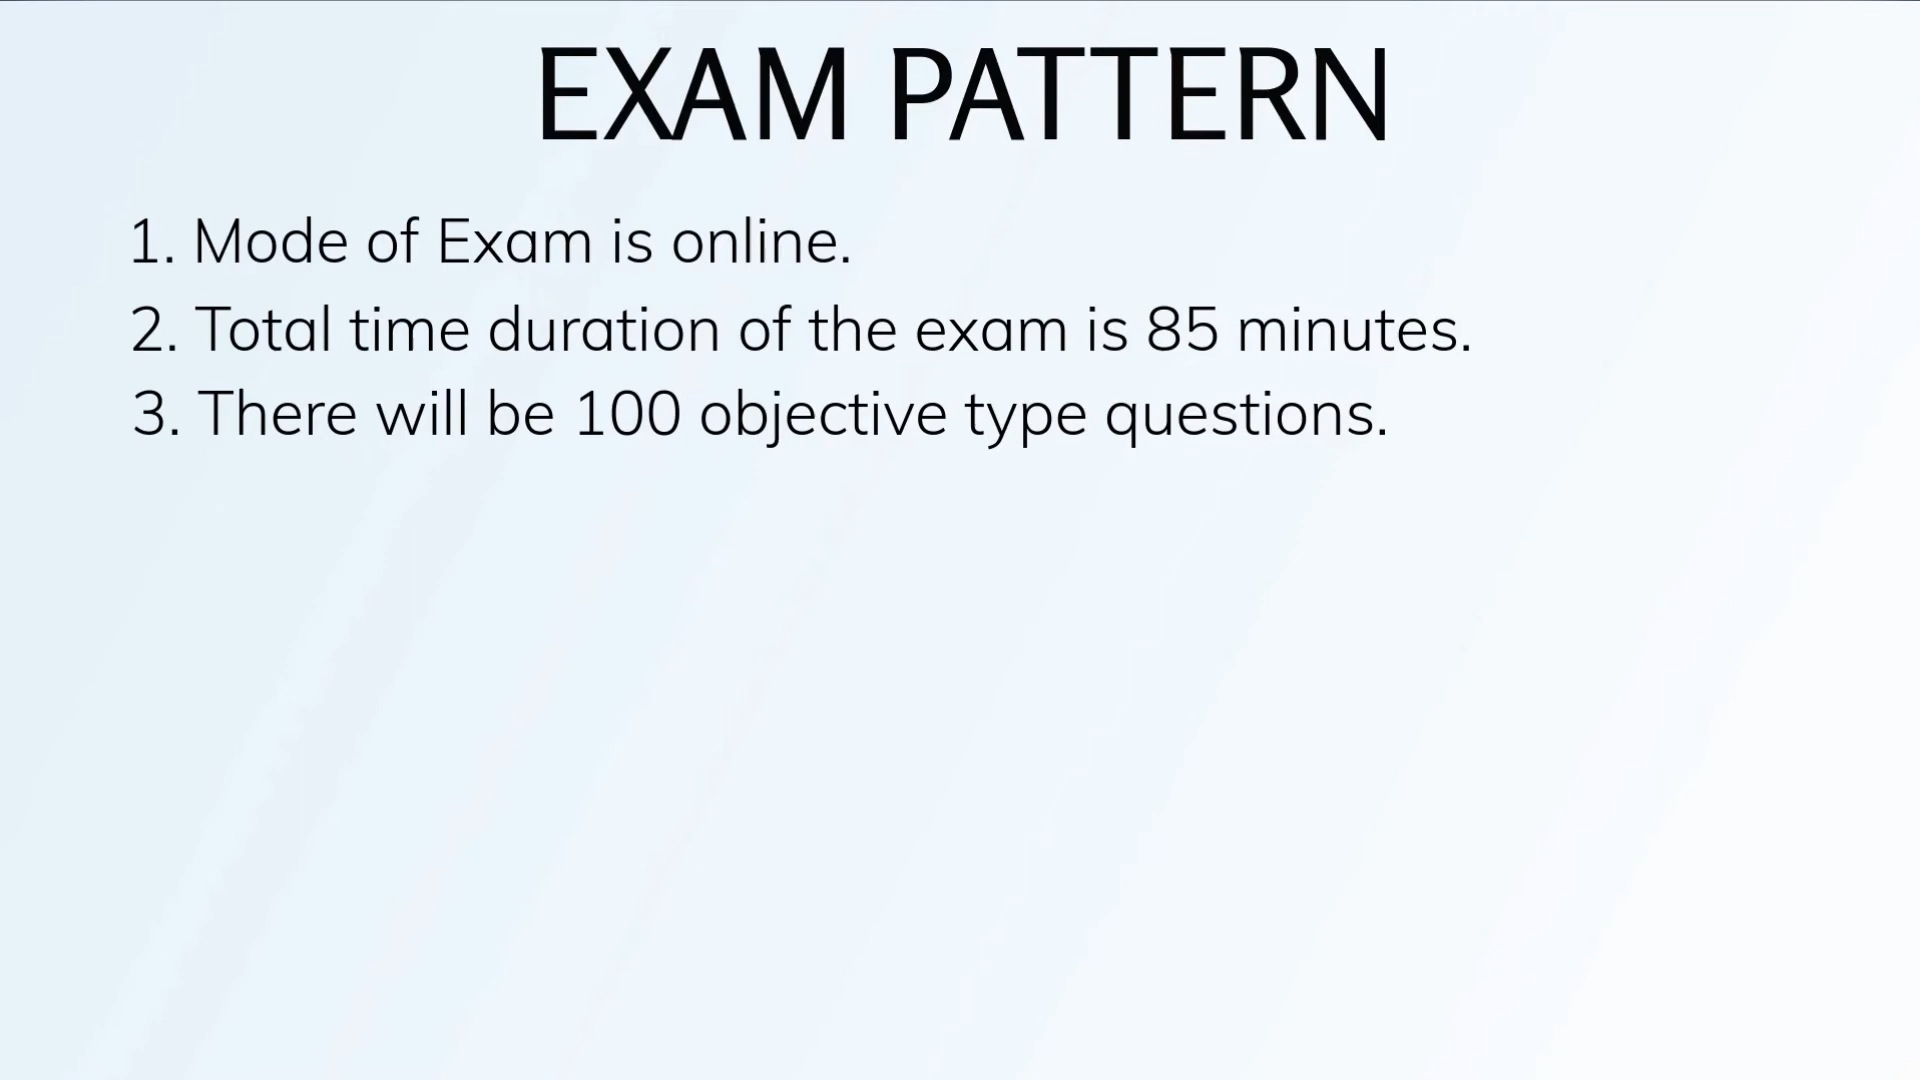 EXAM PATTERN
1. Mode of Exam is online.
2. Total time duration of the exam is 85 minutes.
3. There will be 100 objective type questions.